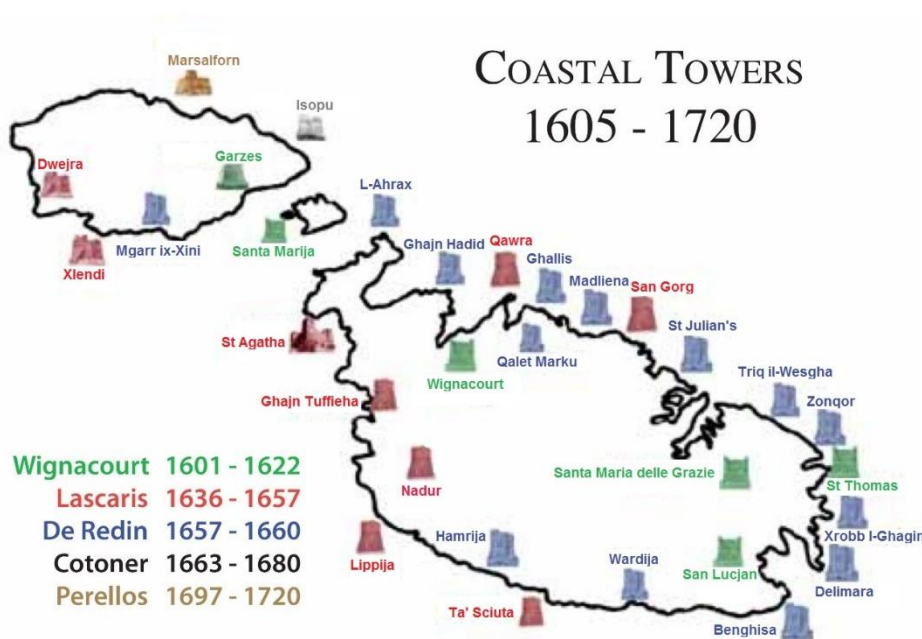 COASTAL TOWERS
1605 - 1720
Marsalforn
Isopu
Garzes
Dwejra
L-Ahrax
Mgarr ix-Xini
Santa Marija
Xlendi
Ghajn Hadid
Qawra
Ghallis
Madliena
San Gorg
St Julian's
St Agatha
Qalet Marku
Wignacourt
Triq il-Wesgha
Zonqor
Ghajn Tuffieha
Nadur
Santa Maria delle Grazie
St Thomas
Xrobb l-Ghagin
Hamrija
Lippija
Wardija
San Lucjan
Delimara
Ta' Sciuta
Benghisa
Wignacourt 1601 - 1622
Lascaris 1636 - 1657
De Redin 1657 - 1660
Cotoner 1663 - 1680
Perellos 1697 - 1720